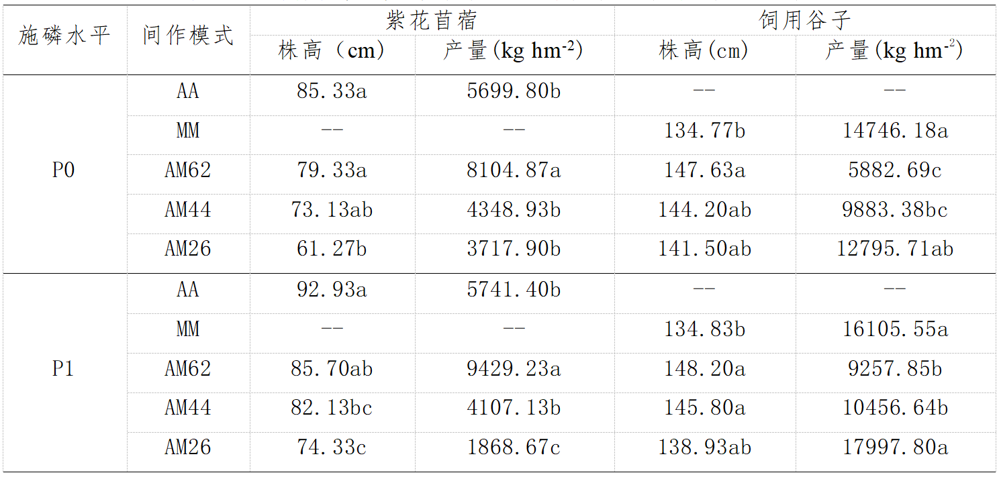 施磷水平 间作模式 紫花苜蓿 饲用谷子
株高（cm) 产量(kg hm-2) 株高(cm) 产量(kg hm-2)
P0 AA 85.33a 5699.80b -- --
MM -- -- 134.77b 14746.18a
AM62 79.33a 8104.87a 147.63a 5882.69c
AM44 73.13ab 4348.93b 144.20ab 9883.38bc
AM26 61.27b 3717.90b 141.50ab 12795.71ab
P1 AA 92.93a 5741.40b -- --
MM -- -- 134.83b 16105.55a
AM62 85.70ab 9429.23a 148.20a 9257.85b
AM44 82.13bc 4107.13b 145.80a 10456.64b
AM26 74.33c 1868.67c 138.93ab 17997.80a